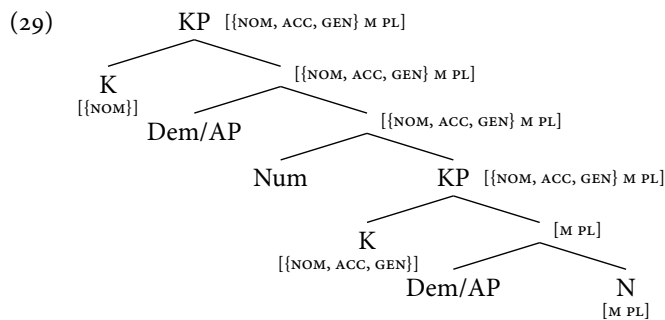 (29)
KP [{NOM, ACC, GEN} M PL]
K [{NOM, ACC, GEN} M PL]
[{NOM}]
Dem/AP [{NOM, ACC, GEN} M PL]
Num KP [{NOM, ACC, GEN} M PL]
K [M PL]
[{NOM, ACC, GEN}]
Dem/AP N
[M PL]